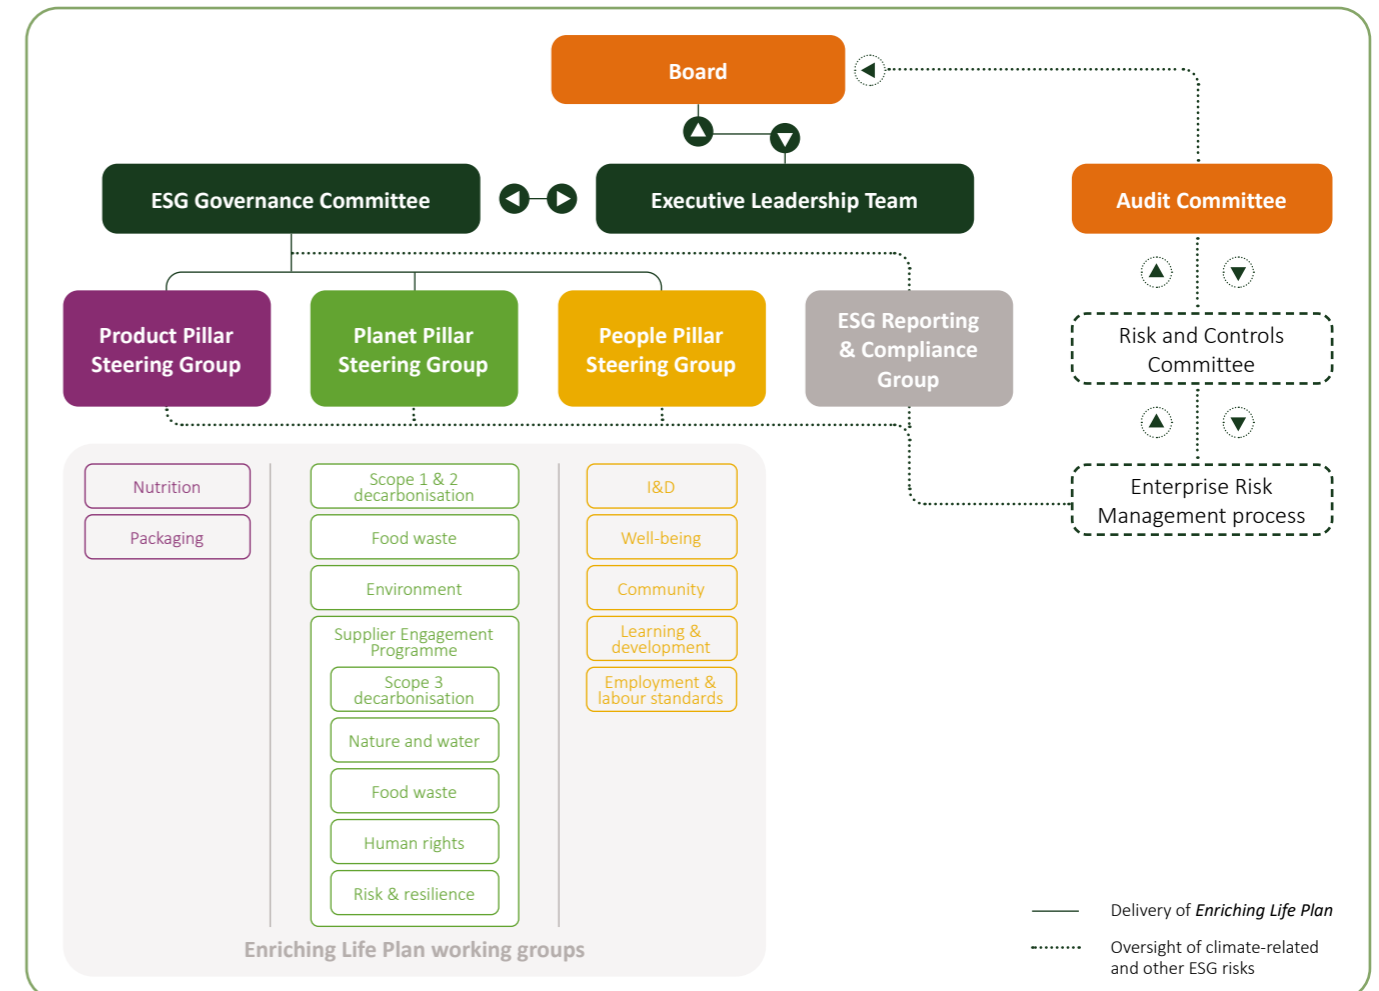 Board
ESG Governance Committee
Executive Leadership Team
Audit Committee
Product Pillar
Steering Group
Planet Pillar
Steering Group
People Pillar
Steering Group
ESG Reporting
& Compliance
Group
Risk and Controls
Committee
Enterprise Risk
Management process
Nutrition
Packaging
Scope 1 & 2
decarbonisation
Food waste
Environment
Supplier Engagement
Programme
Scope 3
decarbonisation
Nature and water
Food waste
Human rights
Risk & resilience
I&D
Well-being
Community
Learning &
development
Employment &
labour standards
Enriching Life Plan working groups
Delivery of Enriching Life Plan
Oversight of climate-related
and other ESG risks